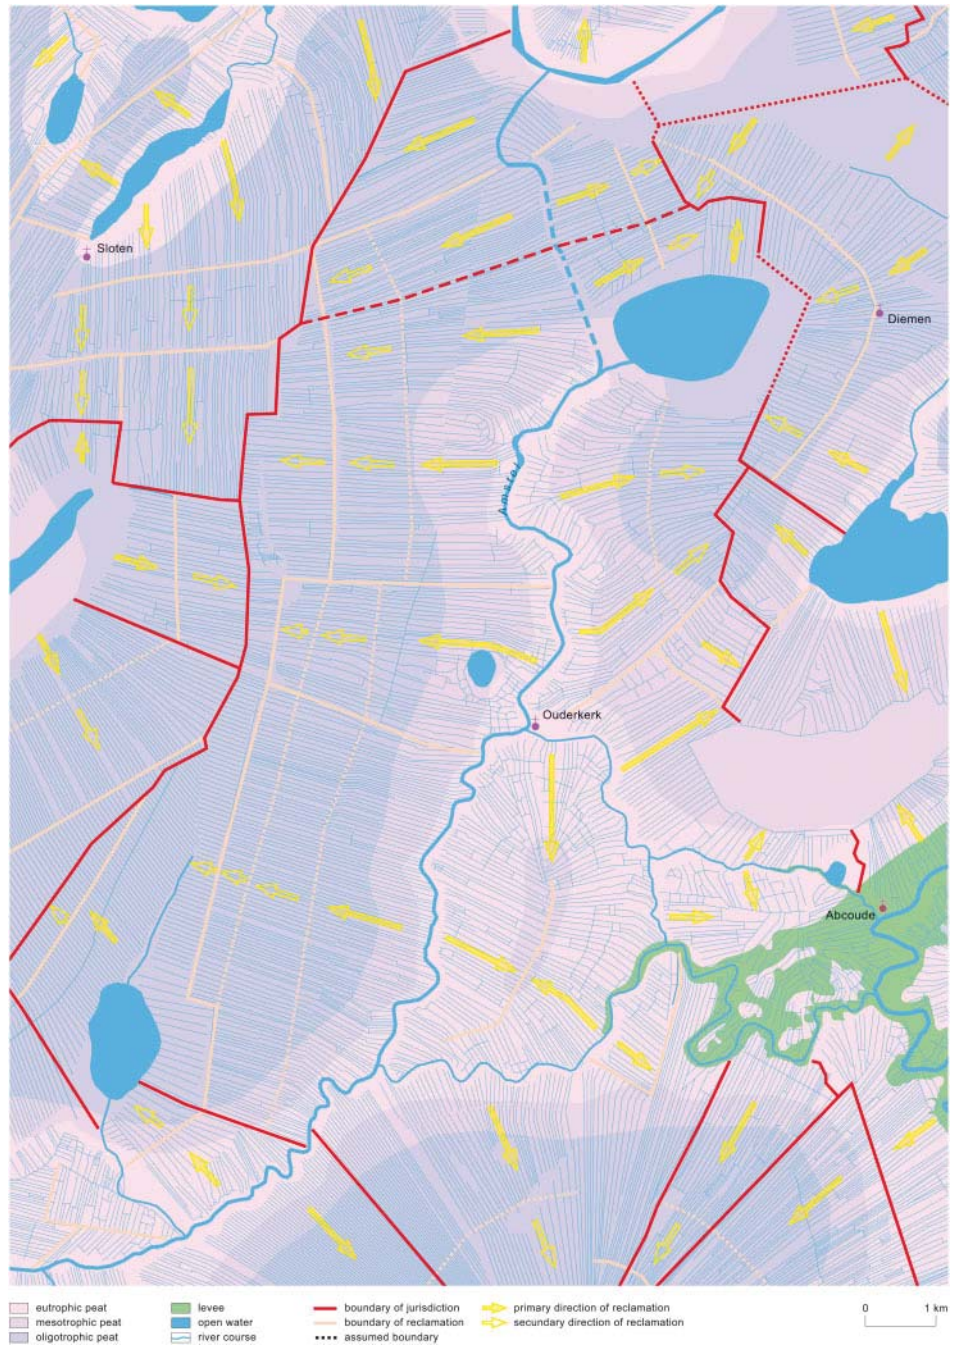 Sloten
Diemen
Amstel
Ouderkerk
Abcoude
eutrophic peat
mesotrophic peat
oligotrophic peat
levee
open water
river course
boundary of jurisdiction
boundary of reclamation
assumed boundary
primary direction of reclamation
secundary direction of reclamation
0 1 km